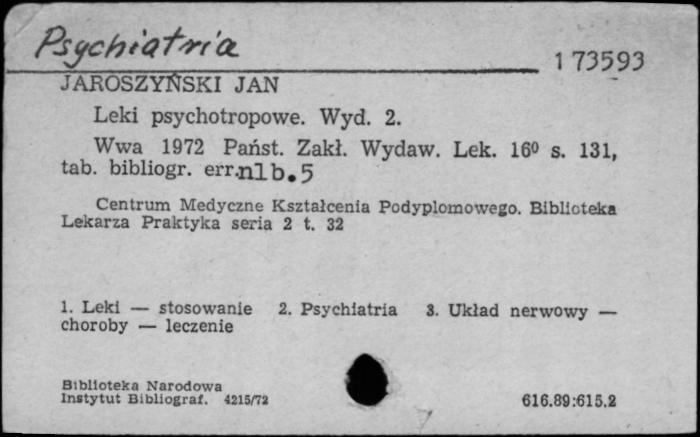 Psychiatria
173593
JAROSZYŃSKI JAN
Leki psychotropowe. Wyd. 2.
Wwa 1972 Państ. Zakł. Wydaw. Lek. 16⁰ s. 131,
tab. bibliogr. err.nlb.5
Centrum Medyczne Kształcenia Podyplomowego. Biblioteka
Lekarza Praktyka seria 2 t. 32
1. Leki — stosowanie 2. Psychiatria 3. Układ nerwowy —
choroby — leczenie
Biblioteka Narodowa
Instytut Bibliograf. 4215/72
616.89:615.2